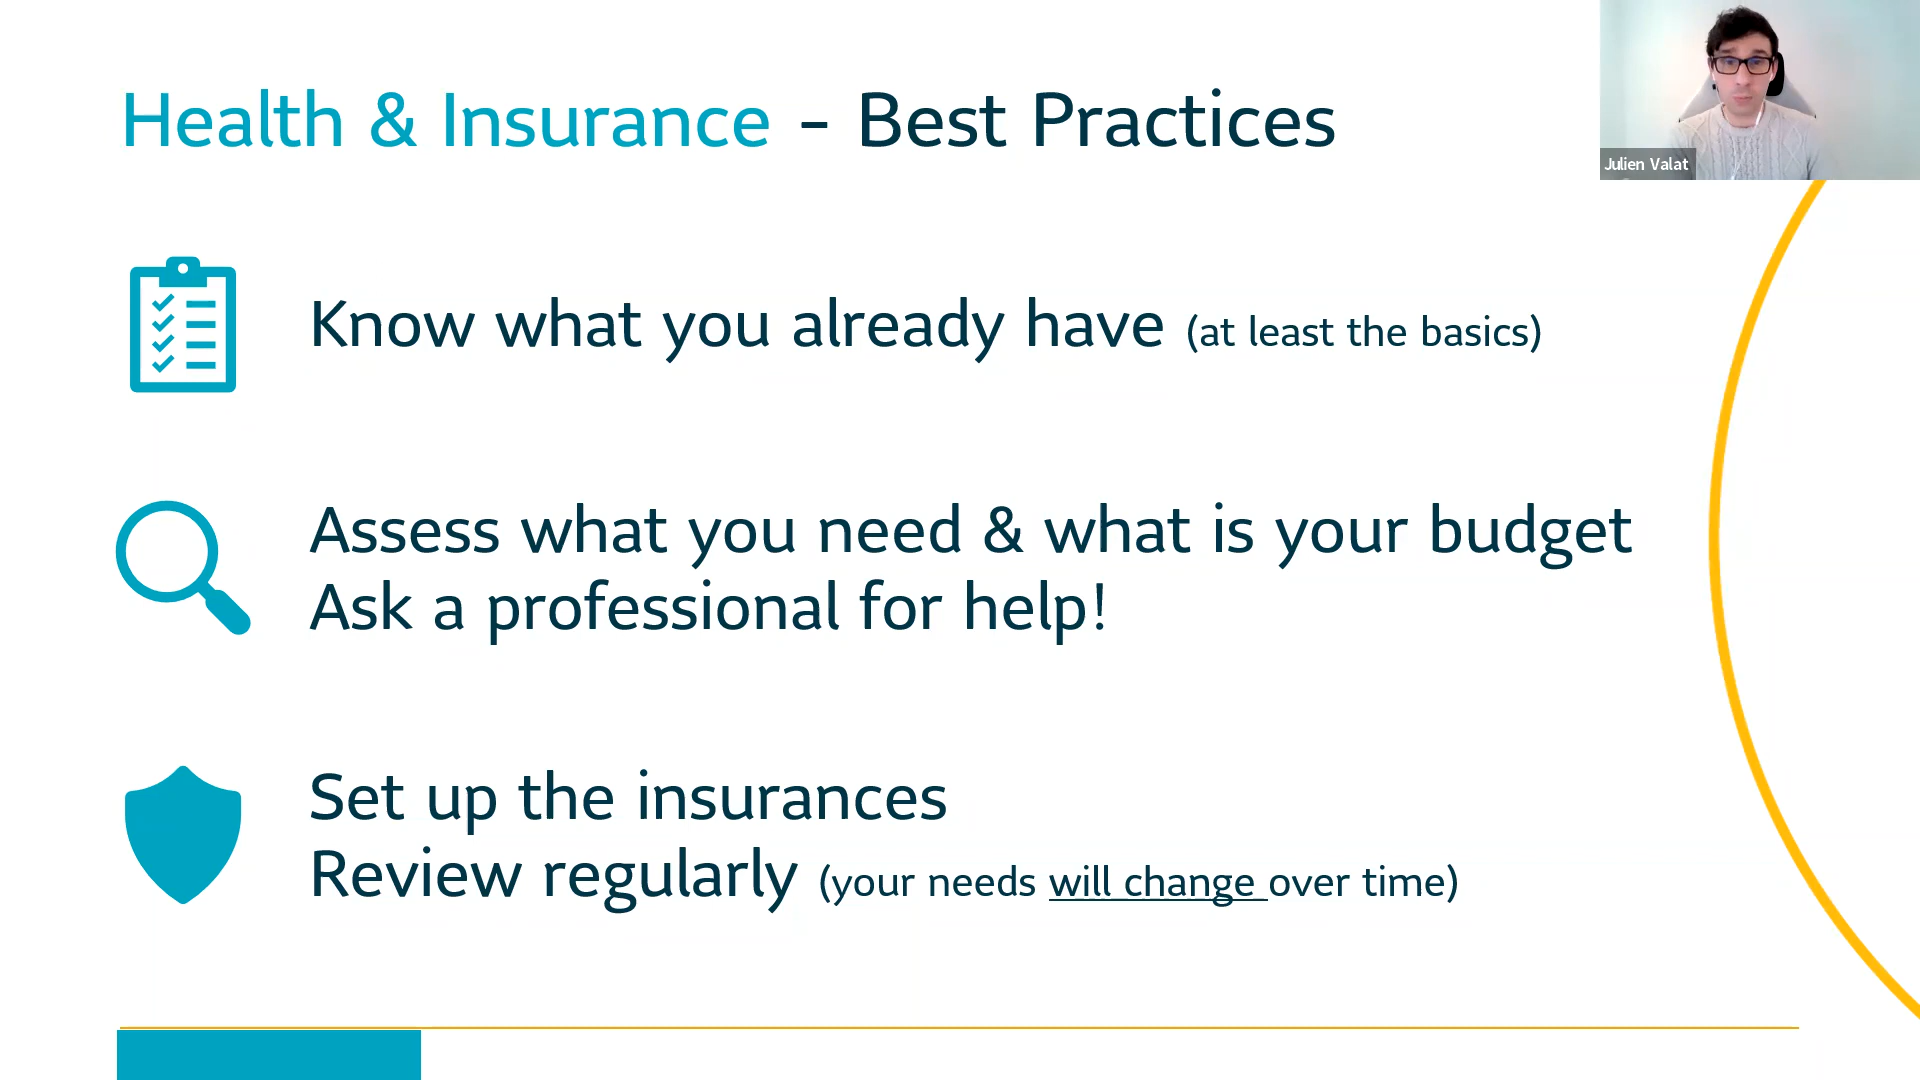 Health & Insurance - Best Practices
Julien Valat
Know what you already have (at least the basics)
Assess what you need & what is your budget
Ask a professional for help!
Set up the insurances
Review regularly (your needs will change over time)